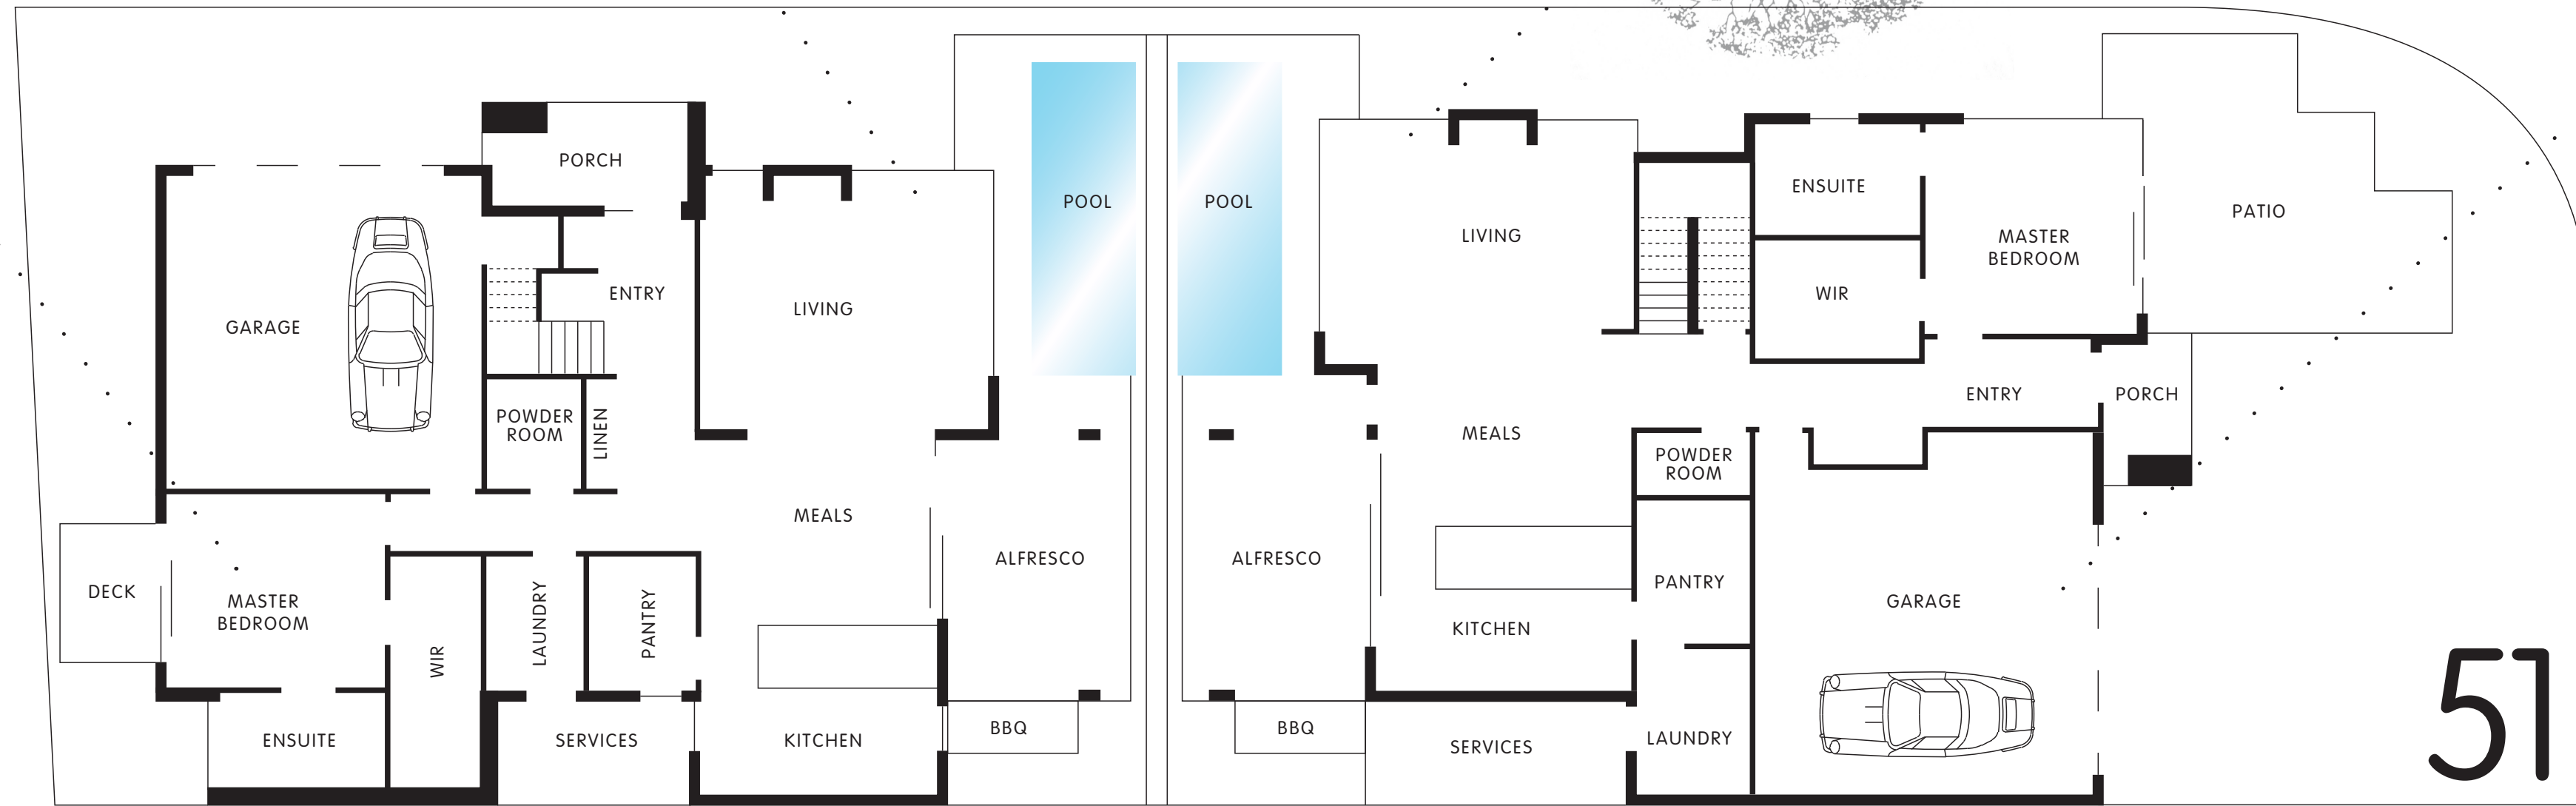 PORCH
GARAGE
ENTRY
LIVING
POWDER
ROOM
LINEN
MEALS
DECK
MASTER
BEDROOM
WIR
LAUNDRY
PANTRY
ENSUITE
SERVICES
KITCHEN
ALFRESCO
BBQ
POOL
POOL
LIVING
ENSUITE
WIR
MASTER
BEDROOM
PATIO
ENTRY
PORCH
MEALS
POWDER
ROOM
ALFRESCO
PANTRY
GARAGE
KITCHEN
BBQ
SERVICES
LAUNDRY
51